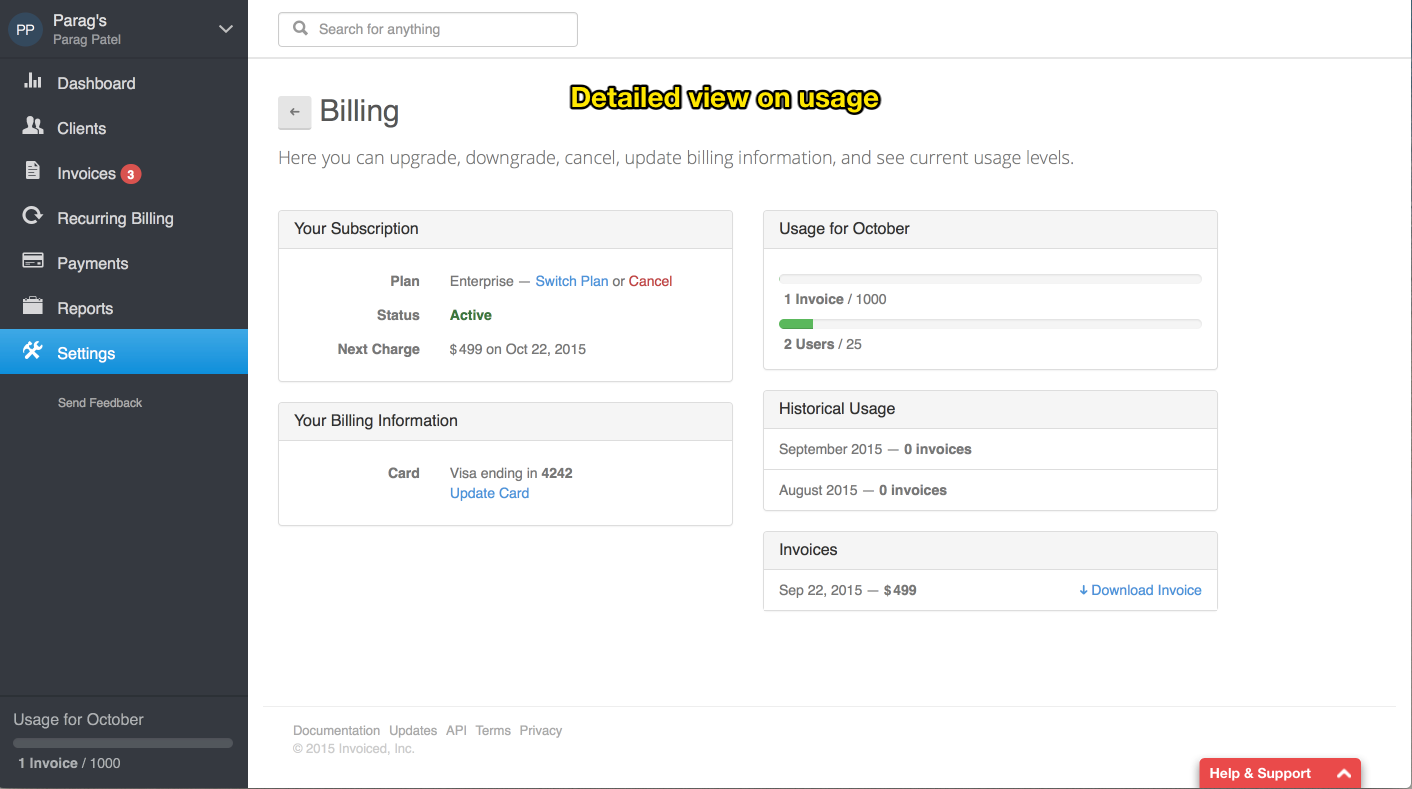 PP
Parag's
Parag Patel
Dashboard
Clients
Invoices 3
Recurring Billing
Payments
Reports
Settings
Send Feedback
Usage for October
1 Invoice / 1000
Search for anything
Detailed view on usage
Billing
Here you can upgrade, downgrade, cancel, update billing information, and see current usage levels.
Your Subscription
Plan Enterprise — Switch Plan or Cancel
Status Active
Next Charge $499 on Oct 22, 2015
Your Billing Information
Card Visa ending in 4242
Update Card
Usage for October
1 Invoice / 1000
2 Users / 25
Historical Usage
September 2015 — 0 invoices
August 2015 — 0 invoices
Invoices
Sep 22, 2015 — $499 Download Invoice
Documentation Updates API Terms Privacy
© 2015 Invoiced, Inc.
Help & Support